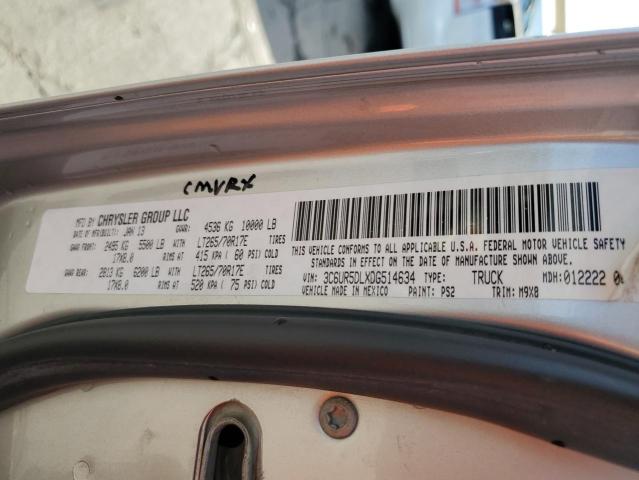 CMVRX
MFD BY CHRYSLER GROUP LLC
DATE OF MFR/BUILT: JAN 13 GVWR: 4536 KG 10000 LB
GAWR FRONT: 2495 KG 5500 LB WITH LT265/70R17E
17X8.0 RIMS AT 415 KPA ( 60 PSI) COLD
GAWR REAR: 2813 KG 6200 LB WITH LT265/70R17E
17X8.0 RIMS AT 520 KPA ( 75 PSI) COLD
THIS VEHICLE CONFORMS TO ALL APPLICABLE U.S.A. FEDERAL MOTOR VEHICLE SAFETY
STANDARDS IN EFFECT ON THE DATE OF MANUFACTURE SHOWN ABOVE.
VIN: 3C6UR5DLXDG514634 TYPE: TRUCK MDH: 012222
VEHICLE MADE IN MEXICO PAINT: PS2 TRIM: M9X8